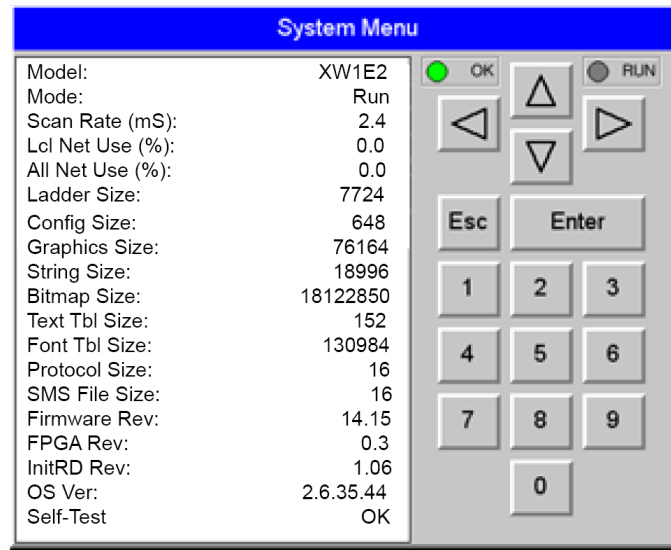 System Menu
Model: XW1E2
Mode: Run
Scan Rate (mS): 2.4
Lcl Net Use (%): 0.0
All Net Use (%): 0.0
Ladder Size: 7724
Config Size: 648
Graphics Size: 76164
String Size: 18996
Bitmap Size: 18122850
Text Tbl Size: 152
Font Tbl Size: 130984
Protocol Size: 16
SMS File Size: 16
Firmware Rev: 14.15
FPGA Rev: 0.3
InitRD Rev: 1.06
OS Ver: 2.6.35.44
Self-Test OK
OK RUN
Esc Enter
1 2 3
4 5 6
7 8 9
0